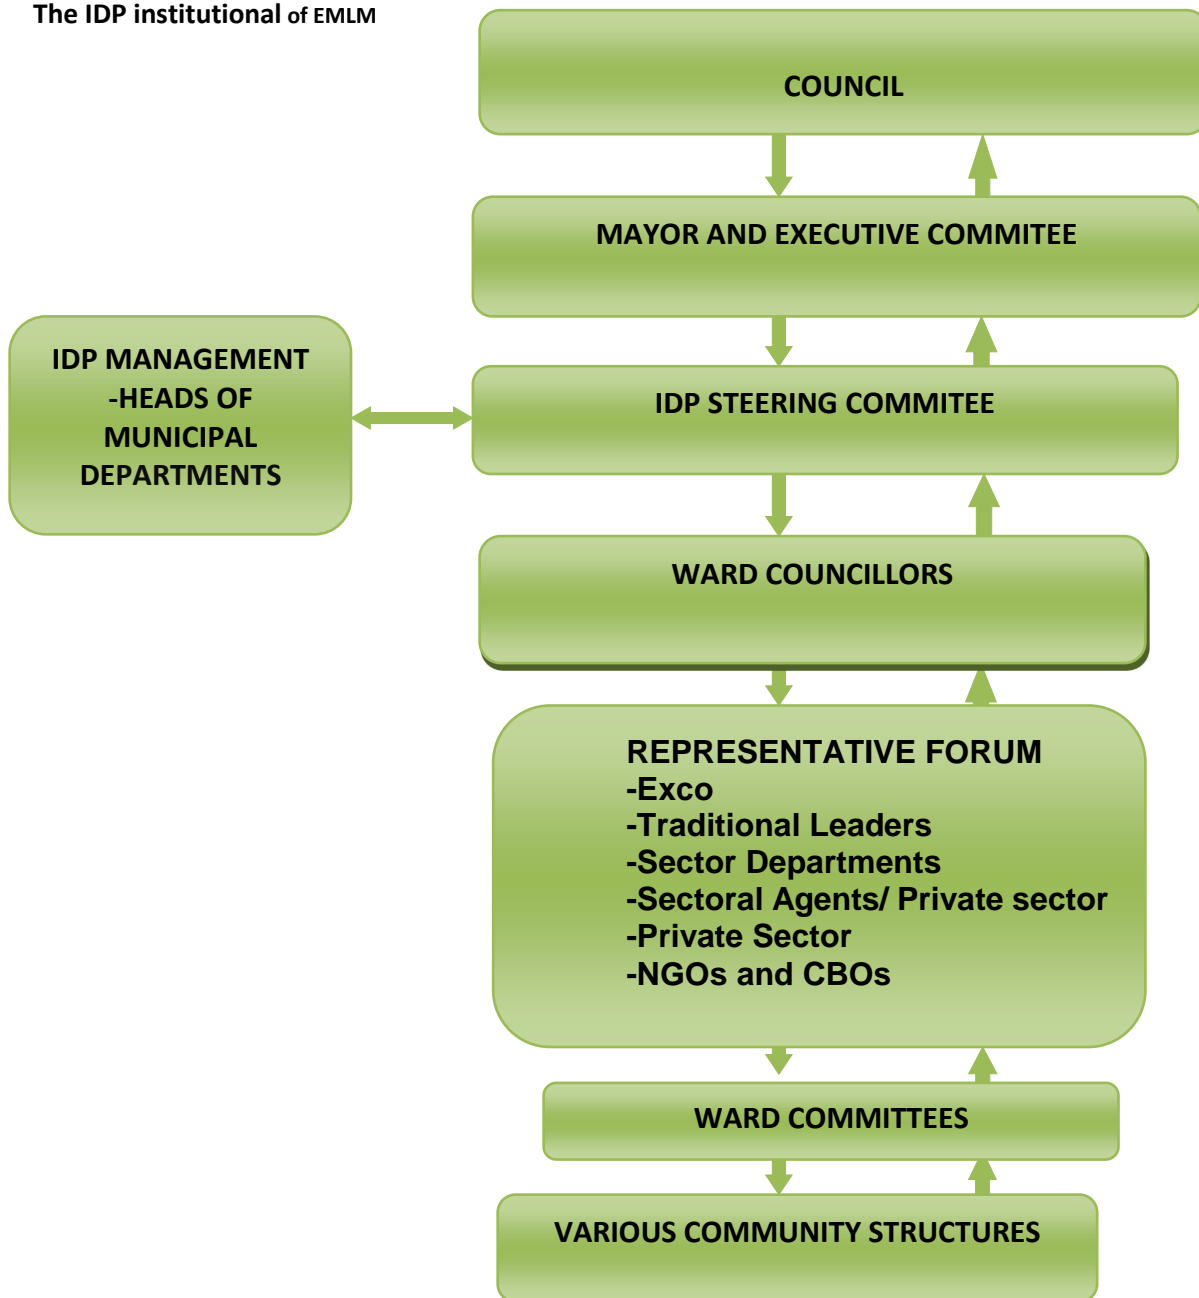 The IDP institutional of EMLM
COUNCIL
MAYOR AND EXECUTIVE COMMITEE
IDP MANAGEMENT
-HEADS OF
MUNICIPAL
DEPARTMENTS
IDP STEERING COMMITEE
WARD COUNCILLORS
REPRESENTATIVE FORUM
-Exco
-Traditional Leaders
-Sector Departments
-Sectoral Agents/ Private sector
-Private Sector
-NGOs and CBOs
WARD COMMITTEES
VARIOUS COMMUNITY STRUCTURES